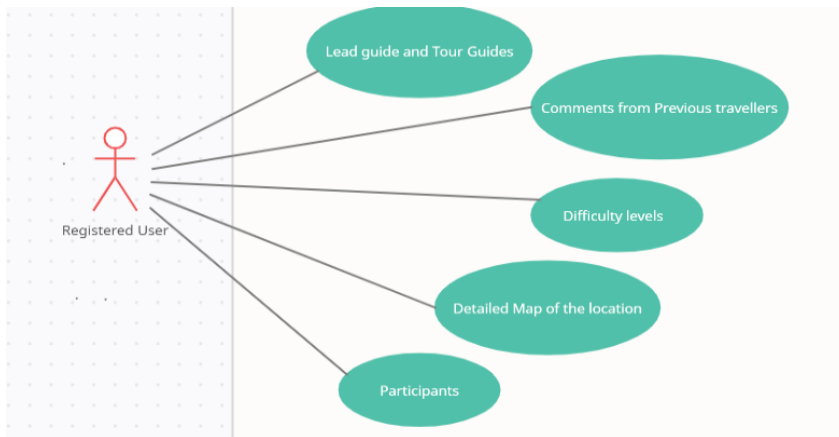 Lead guide and Tour Guides
Comments from Previous travellers
Difficulty levels
Registered User
Detailed Map of the location
Participants